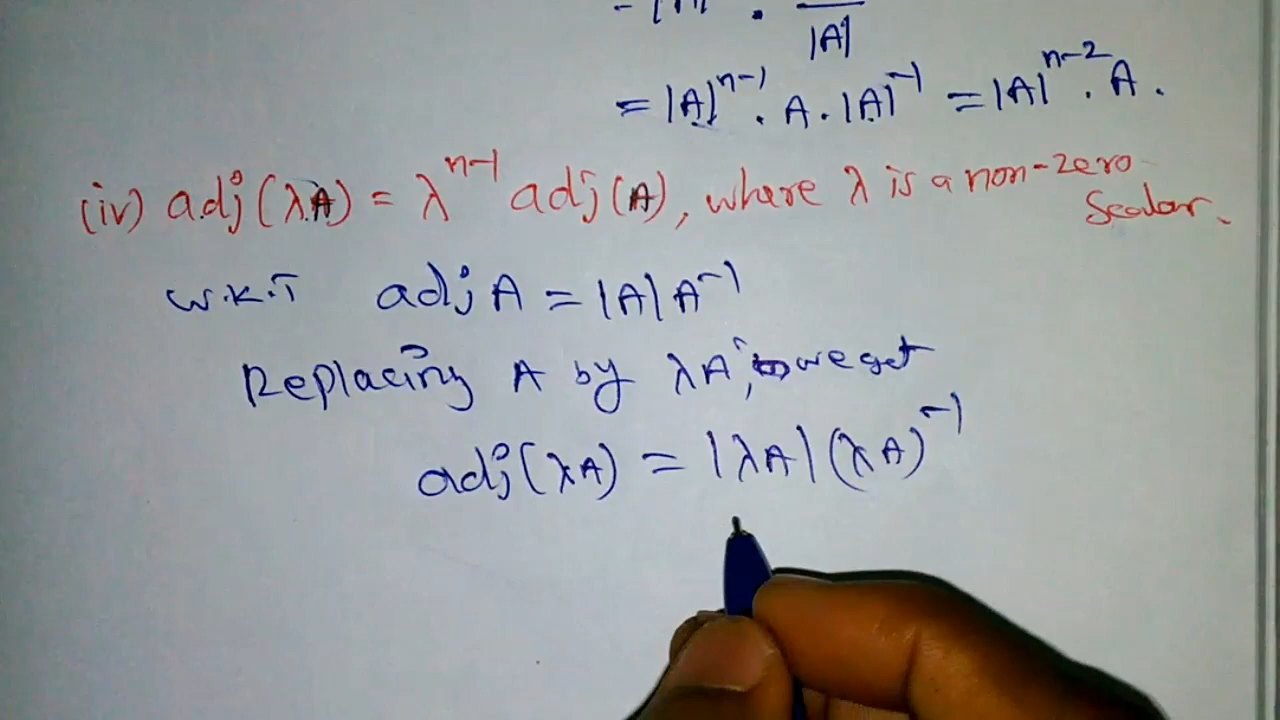 |A|
= |A|ⁿ⁻¹ . A . |A|⁻¹ = |A|ⁿ⁻² . A .
(iv) adj(λA) = λⁿ⁻¹ adj(A), where λ is a non-zero
Scalar.
W.K.T adj A = |A| A⁻¹
Replacing A by λA, we get
adj(λA) = |λA| (λA)⁻¹